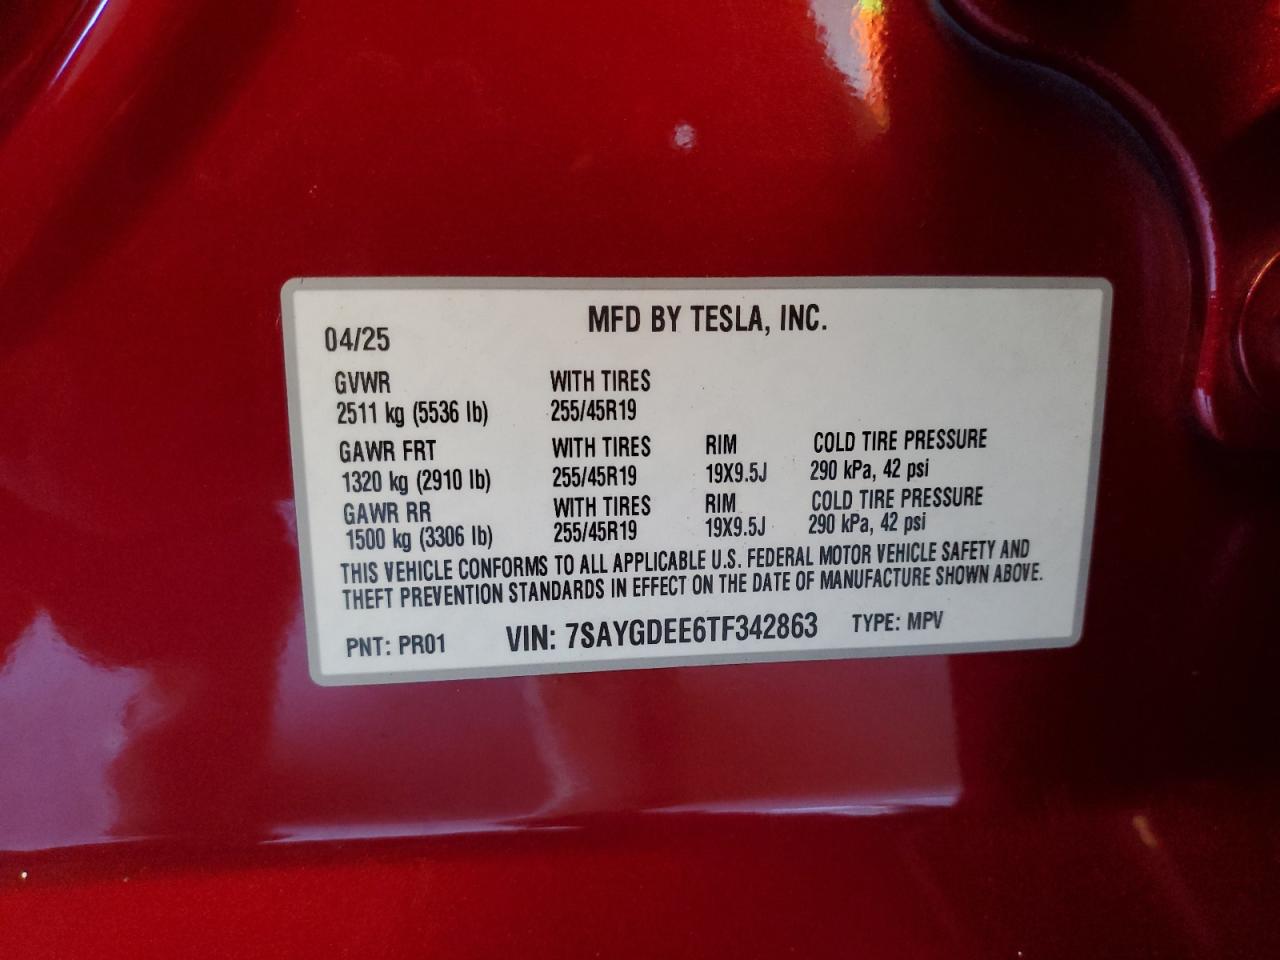 MFD BY TESLA, INC.
04/25
GVWR WITH TIRES
2511 kg (5536 lb) 255/45R19
GAWR FRT WITH TIRES RIM COLD TIRE PRESSURE
1320 kg (2910 lb) 255/45R19 19X9.5J 290 kPa, 42 psi
GAWR RR WITH TIRES RIM COLD TIRE PRESSURE
1500 kg (3306 lb) 255/45R19 19X9.5J 290 kPa, 42 psi
THIS VEHICLE CONFORMS TO ALL APPLICABLE U.S. FEDERAL MOTOR VEHICLE SAFETY AND
THEFT PREVENTION STANDARDS IN EFFECT ON THE DATE OF MANUFACTURE SHOWN ABOVE.
PNT: PR01 VIN: 7SAYGDEE6TF342863 TYPE: MPV